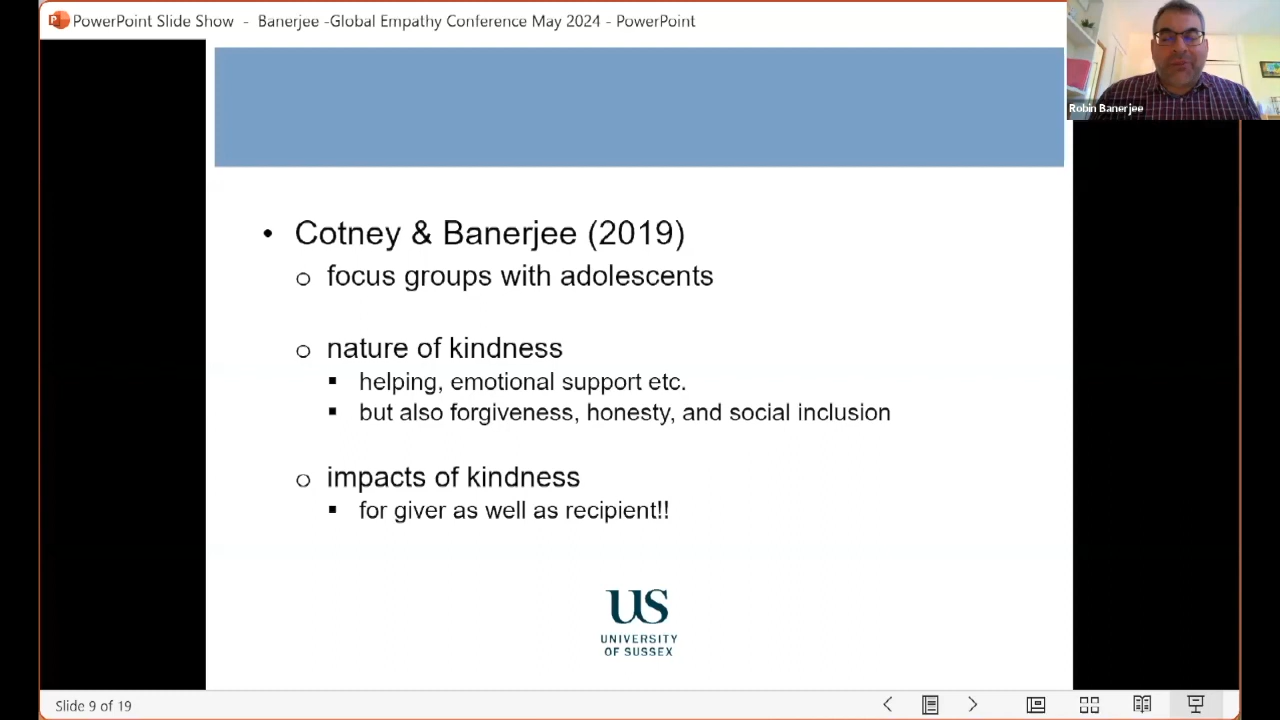 PowerPoint Slide Show - Banerjee -Global Empathy Conference May 2024 - PowerPoint
Robin Banerjee
• Cotney & Banerjee (2019)
o focus groups with adolescents
o nature of kindness
▪ helping, emotional support etc.
▪ but also forgiveness, honesty, and social inclusion
o impacts of kindness
▪ for giver as well as recipient!!
US
UNIVERSITY
OF SUSSEX
Slide 9 of 19